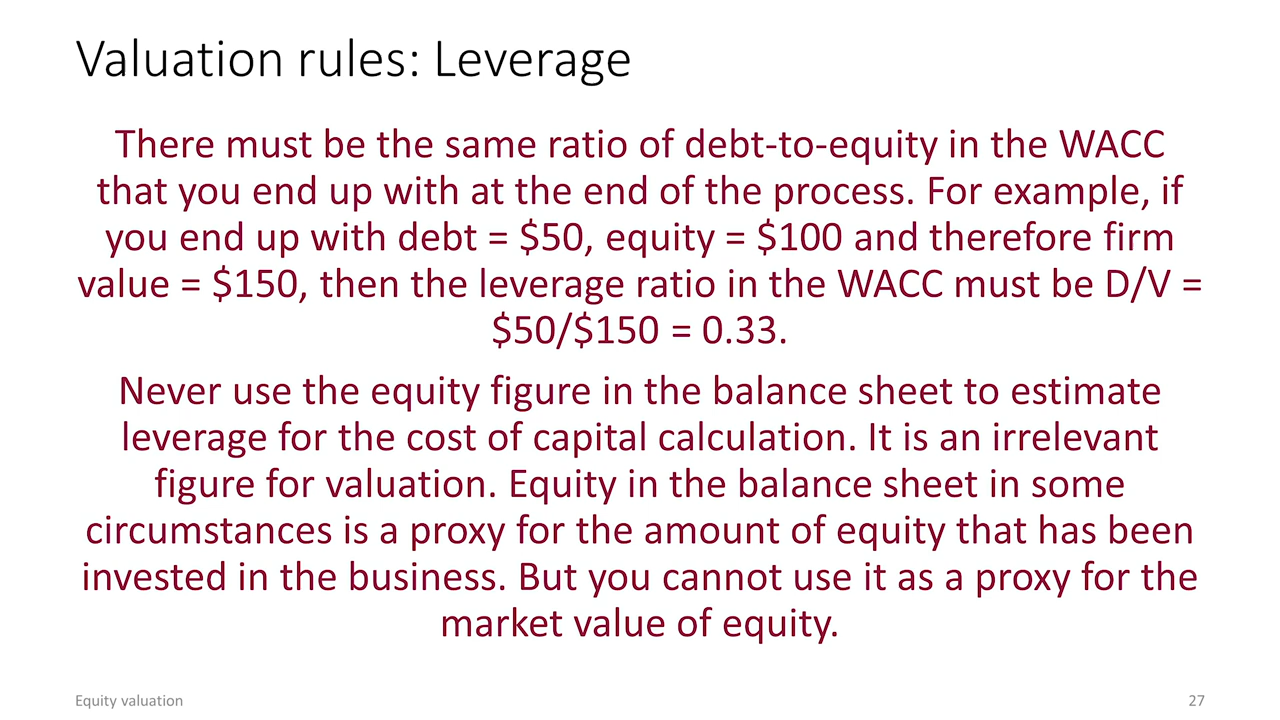 Valuation rules: Leverage
There must be the same ratio of debt-to-equity in the WACC
that you end up with at the end of the process. For example, if
you end up with debt = $50, equity = $100 and therefore firm
value = $150, then the leverage ratio in the WACC must be D/V =
$50/$150 = 0.33.
Never use the equity figure in the balance sheet to estimate
leverage for the cost of capital calculation. It is an irrelevant
figure for valuation. Equity in the balance sheet in some
circumstances is a proxy for the amount of equity that has been
invested in the business. But you cannot use it as a proxy for the
market value of equity.
Equity valuation
27